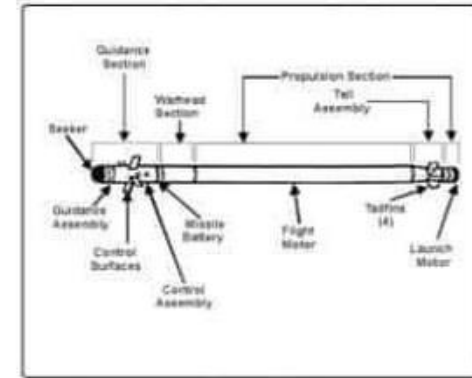 Guidance
Section
Propulsion Section
Warhead
Section
Tail
Assembly
Seeker
Guidance
Assembly
Control
Surfaces
Control
Assembly
Missile
Battery
Flight
Motor
Tailfins
(4)
Launch
Motor